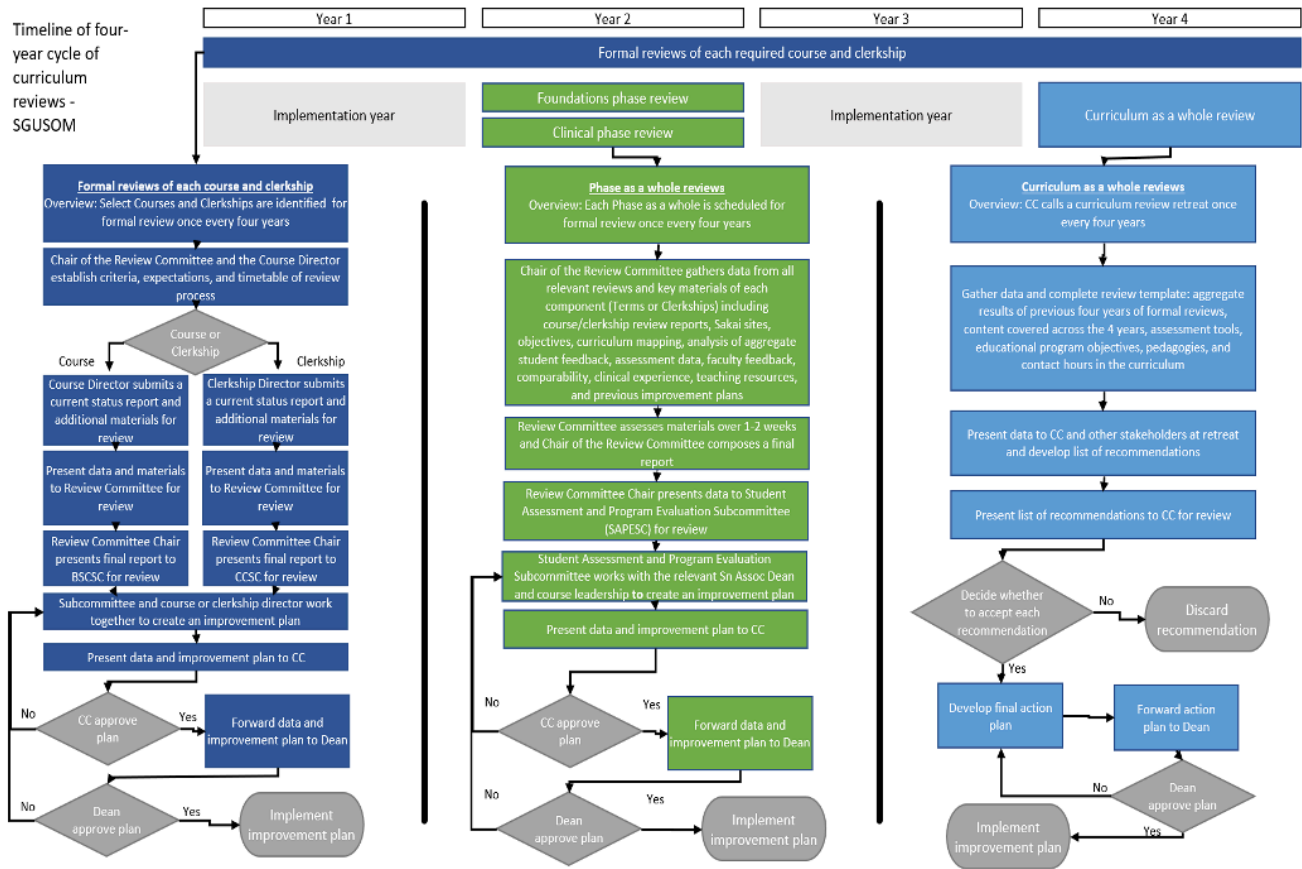 Timeline of four-
year cycle of
curriculum
reviews -
SGUSOM
Year 1
Year 2
Year 3
Year 4
Formal reviews of each required course and clerkship
Implementation year
Foundations phase review
Clinical phase review
Implementation year
Curriculum as a whole review
Formal reviews of each course and clerkship
Overview: Select Courses and Clerkships are identified for
formal review once every four years
Chair of the Review Committee and the Course Director
establish criteria, expectations, and timetable of review
process
Course or
Clerkship
Course
Clerkship
Course Director submits a
current status report and
additional materials for
review
Clerkship Director submits
a current status report and
additional materials for
review
Present data and materials
to Review Committee for
review
Present data and materials
to Review Committee for
review
Review Committee Chair
presents final report to
BSCSC for review
Review Committee Chair
presents final report to
CCSC for review
Subcommittee and course or clerkship director work
together to create an improvement plan
Present data and improvement plan to CC
CC approve
plan
No
Yes
Forward data and
improvement plan to Dean
Dean
approve plan
No
Yes
Implement
improvement plan
Phase as a whole reviews
Overview: Each Phase as a whole is scheduled for
formal review once every four years
Chair of the Review Committee gathers data from all
relevant reviews and key materials of each
component (Terms or Clerkships) including
course/clerkship review reports, Sakai sites,
objectives, curriculum mapping, analysis of aggregate
student feedback, assessment data, faculty feedback,
comparability, clinical experience, teaching resources,
and previous improvement plans
Review Committee assesses materials over 1-2 weeks
and Chair of the Review Committee composes a final
report
Review Committee Chair presents data to Student
Assessment and Program Evaluation Subcommittee
(SAPESC) for review
Student Assessment and Program Evaluation
Subcommittee works with the relevant Sn Assoc Dean
and course leadership to create an improvement plan
Present data and improvement plan to CC
CC approve
plan
No
Yes
Forward data and
improvement plan to Dean
Dean
approve plan
No
Yes
Implement
improvement plan
Curriculum as a whole reviews
Overview: CC calls a curriculum review retreat once
every four years
Gather data and complete review template: aggregate
results of previous four years of formal reviews,
content covered across the 4 years, assessment tools,
educational program objectives, pedagogies, and
contact hours in the curriculum
Present data to CC and other stakeholders at retreat
and develop list of recommendations
Present list of recommendations to CC for review
Decide whether
to accept each
recommendation
No
Discard
recommendation
Yes
Develop final action
plan
Forward action
plan to Dean
Dean
approve plan
No
Yes
Implement
improvement plan